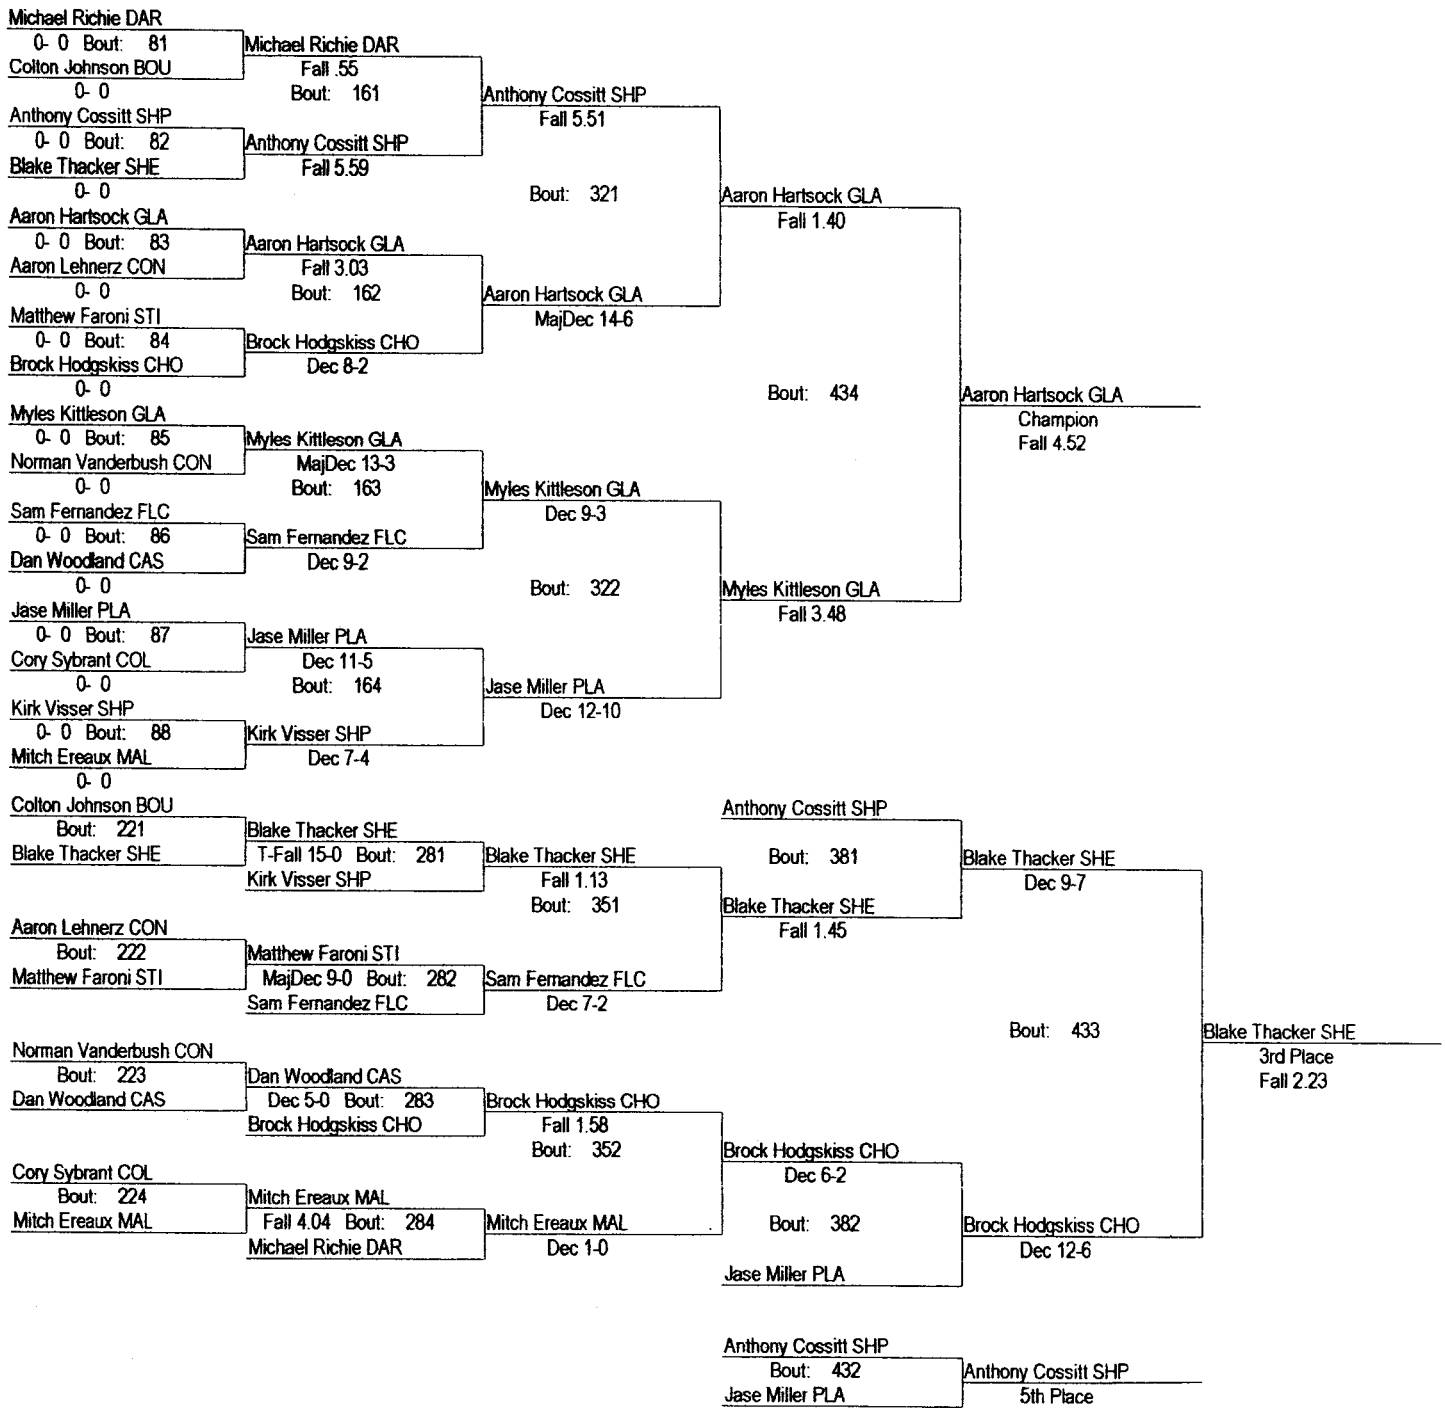 Michael Richie DAR
0- 0 Bout: 81
Michael Richie DAR
Colton Johnson BOU
Fall .55
0- 0
Bout: 161
Anthony Cossitt SHP
Anthony Cossitt SHP
Fall 5.51
0- 0 Bout: 82
Anthony Cossitt SHP
Blake Thacker SHE
Fall 5.59
0- 0
Bout: 321
Aaron Hartsock GLA
Aaron Hartsock GLA
Fall 1.40
0- 0 Bout: 83
Aaron Hartsock GLA
Aaron Lehnerz CON
Fall 3.03
0- 0
Bout: 162
Aaron Hartsock GLA
Matthew Faroni STI
MajDec 14-6
0- 0 Bout: 84
Brock Hodgskiss CHO
Brock Hodgskiss CHO
Dec 8-2
0- 0
Bout: 434
Aaron Hartsock GLA
Myles Kittleson GLA
Champion
0- 0 Bout: 85
Myles Kittleson GLA
Fall 4.52
Norman Vanderbush CON
MajDec 13-3
0- 0
Bout: 163
Myles Kittleson GLA
Sam Fernandez FLC
Dec 9-3
0- 0 Bout: 86
Sam Fernandez FLC
Dan Woodland CAS
Dec 9-2
0- 0
Bout: 322
Myles Kittleson GLA
Jase Miller PLA
Fall 3.48
0- 0 Bout: 87
Jase Miller PLA
Cory Sybrant COL
Dec 11-5
0- 0
Bout: 164
Jase Miller PLA
Kirk Visser SHP
Dec 12-10
0- 0 Bout: 88
Kirk Visser SHP
Mitch Ereaux MAL
Dec 7-4
0- 0
Colton Johnson BOU
Anthony Cossitt SHP
Bout: 221
Blake Thacker SHE
Blake Thacker SHE
T-Fall 15-0 Bout: 281
Blake Thacker SHE
Bout: 381
Blake Thacker SHE
Kirk Visser SHP
Fall 1.13
Dec 9-7
Bout: 351
Blake Thacker SHE
Aaron Lehnerz CON
Fall 1.45
Bout: 222
Matthew Faroni STI
Matthew Faroni STI
MajDec 9-0 Bout: 282
Sam Fernandez FLC
Sam Fernandez FLC
Dec 7-2
Bout: 433
Blake Thacker SHE
Norman Vanderbush CON
3rd Place
Bout: 223
Dan Woodland CAS
Fall 2.23
Dan Woodland CAS
Dec 5-0 Bout: 283
Brock Hodgskiss CHO
Brock Hodgskiss CHO
Fall 1.58
Bout: 352
Brock Hodgskiss CHO
Cory Sybrant COL
Dec 6-2
Bout: 224
Mitch Ereaux MAL
Mitch Ereaux MAL
Fall 4.04 Bout: 284
Mitch Ereaux MAL
Bout: 382
Brock Hodgskiss CHO
Michael Richie DAR
Dec 1-0
Dec 12-6
Jase Miller PLA
Anthony Cossitt SHP
Bout: 432
Anthony Cossitt SHP
Jase Miller PLA
5th Place